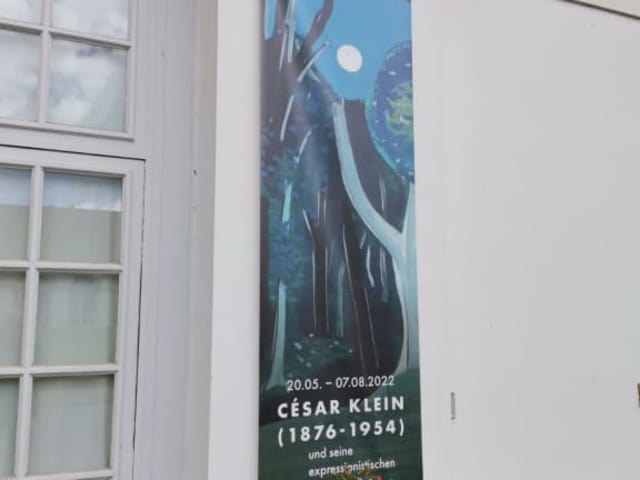 20.05. – 07.08.2022
CÉSAR KLEIN
(1876-1954)
und seine
expressionistischen